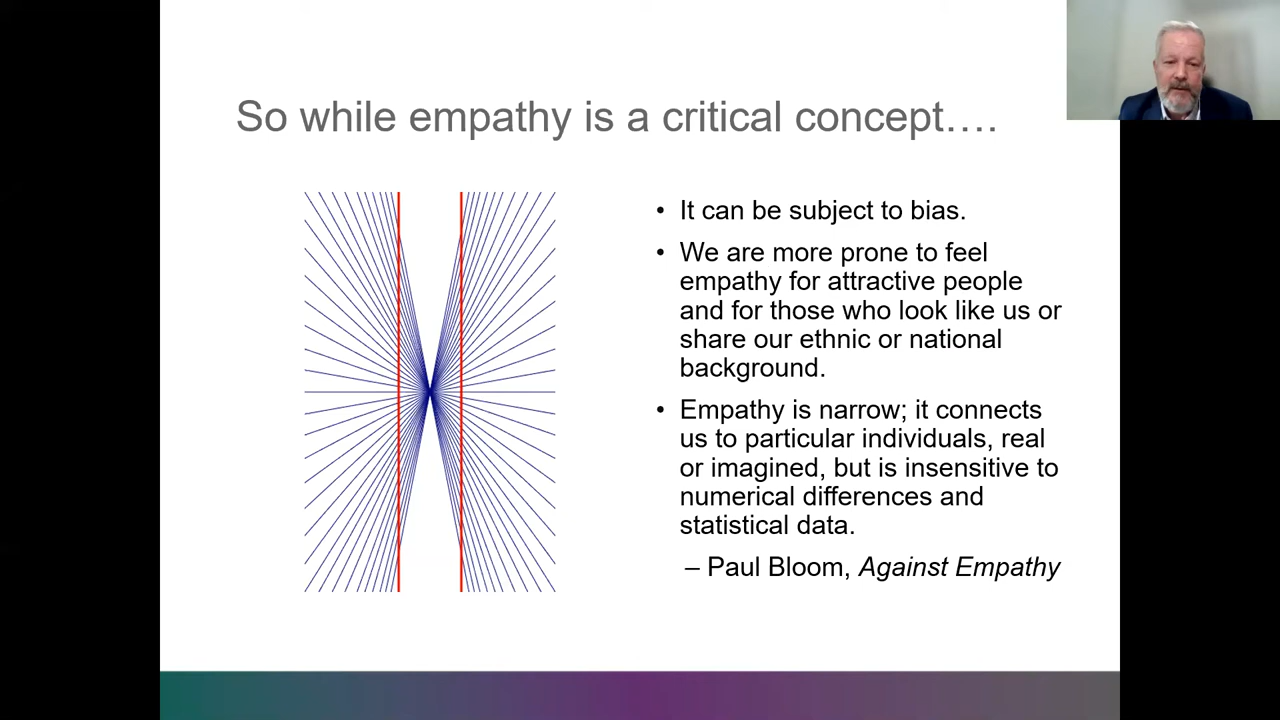 So while empathy is a critical concept….
• It can be subject to bias.
• We are more prone to feel
empathy for attractive people
and for those who look like us or
share our ethnic or national
background.
• Empathy is narrow; it connects
us to particular individuals, real
or imagined, but is insensitive to
numerical differences and
statistical data.
– Paul Bloom, Against Empathy